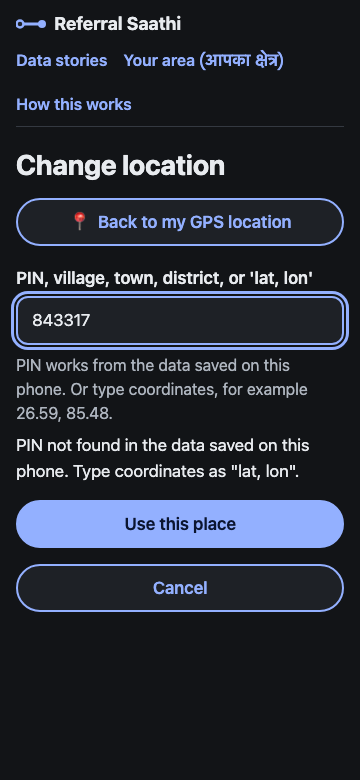 Referral Saathi
Data stories Your area (आपका क्षेत्र)
How this works
Change location
Back to my GPS location
PIN, village, town, district, or 'lat, lon'
843317
PIN works from the data saved on this
phone. Or type coordinates, for example
26.59, 85.48.
PIN not found in the data saved on this
phone. Type coordinates as "lat, lon".
Use this place
Cancel